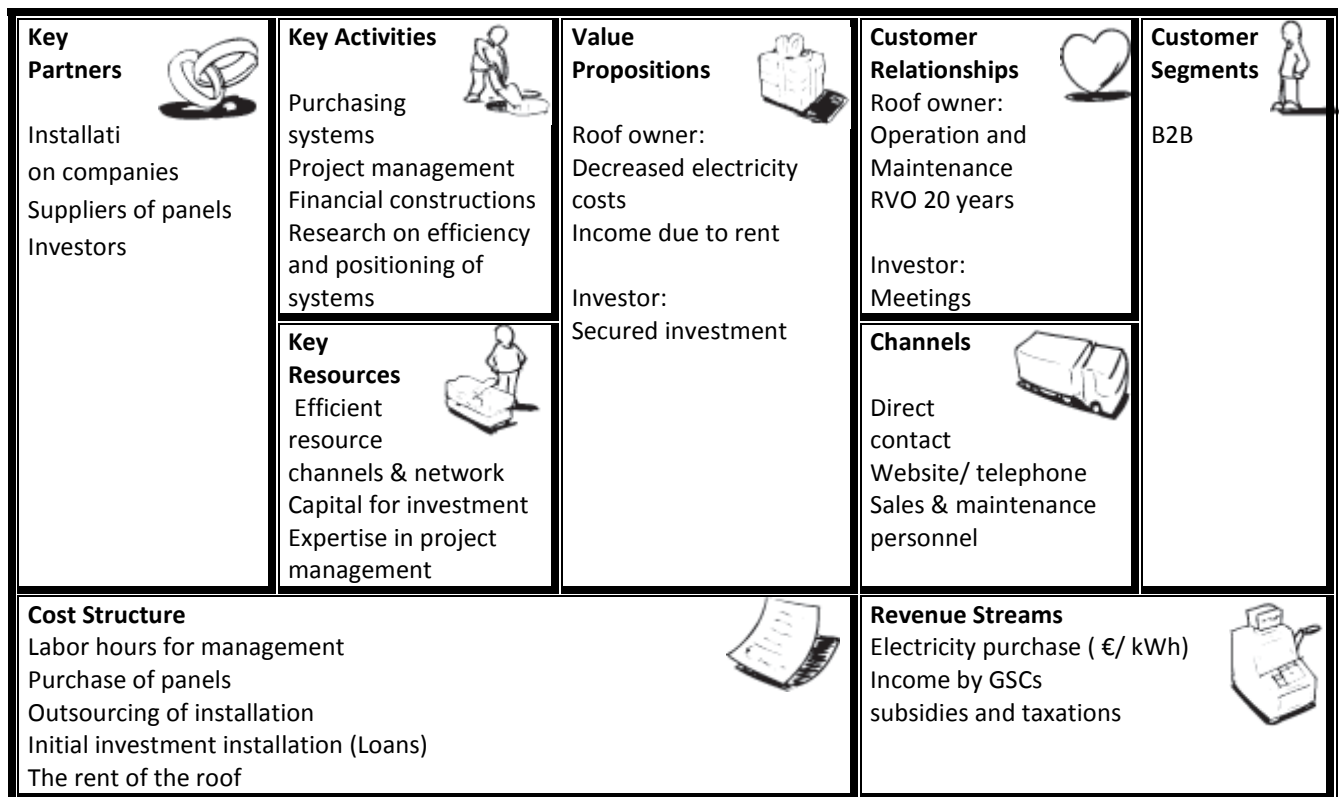 Key
Partners
Installati
on companies
Suppliers of panels
Investors
Key Activities
Purchasing
systems
Project management
Financial constructions
Research on efficiency
and positioning of
systems
Key
Resources
Efficient
resource
channels & network
Capital for investment
Expertise in project
management
Value
Propositions
Roof owner:
Decreased electricity
costs
Income due to rent
Investor:
Secured investment
Customer
Relationships
Roof owner:
Operation and
Maintenance
RVO 20 years
Investor:
Meetings
Channels
Direct
contact
Website/ telephone
Sales & maintenance
personnel
Customer
Segments
B2B
Cost Structure
Labor hours for management
Purchase of panels
Outsourcing of installation
Initial investment installation (Loans)
The rent of the roof
Revenue Streams
Electricity purchase ( €/ kWh)
Income by GSCs
subsidies and taxations